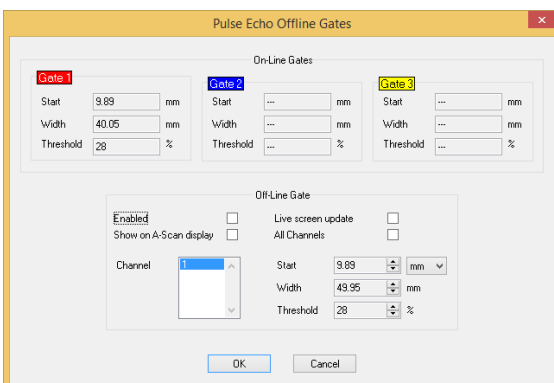 Pulse Echo Offline Gates
x
On-Line Gates
Gate 1
Start 9.89 mm
Width 40.05 mm
Threshold 28 %
Gate 2
Start --- mm
Width --- mm
Threshold --- %
Gate 3
Start --- mm
Width --- mm
Threshold --- %
Off-Line Gate
Enabled
Live screen update
Show on A-Scan display
All Channels
Channel 1
Start 9.89 mm
Width 49.95 mm
Threshold 28 %
OK
Cancel